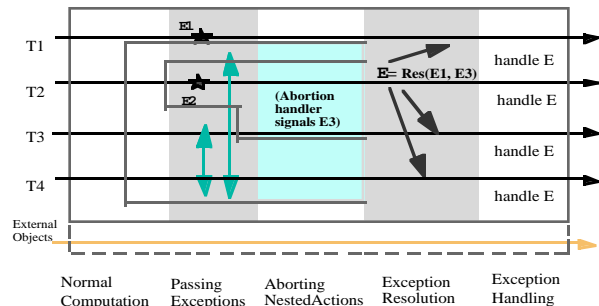 E1
T1
E= Res(E1, E3)
handle E
T2
E2
(Abortion
handler
signals E3)
handle E
T3
handle E
T4
handle E
External
Objects
Normal
Computation
Passing
Exceptions
Aborting
NestedActions
Exception
Resolution
Exception
Handling